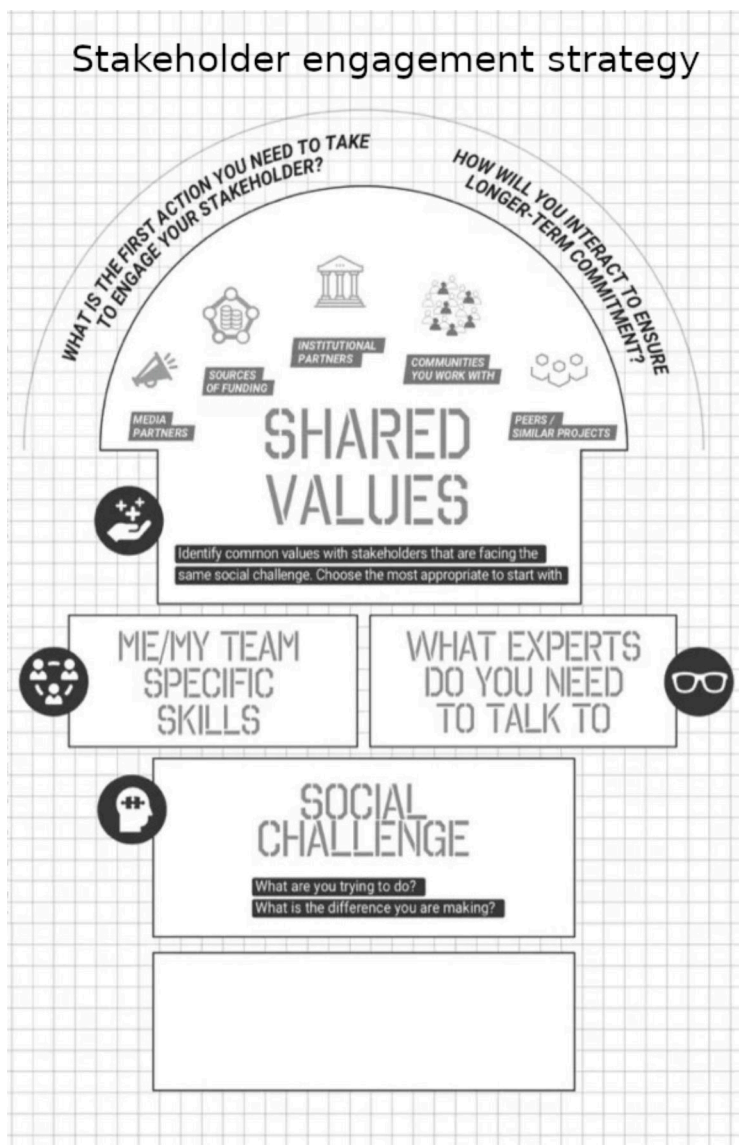 Stakeholder engagement strategy
WHAT IS THE FIRST ACTION YOU NEED TO TAKE
TO ENGAGE YOUR STAKEHOLDER?
HOW WILL YOU INTERACT TO ENSURE
LONGER-TERM COMMITMENT?
INSTITUTIONAL
PARTNERS
SOURCES
OF FUNDING
COMMUNITIES
YOU WORK WITH
MEDIA
PARTNERS
PEERS /
SIMILAR PROJECTS
SHARED
VALUES
Identify common values with stakeholders that are facing the
same social challenge. Choose the most appropriate to start with
ME/MY TEAM
SPECIFIC
SKILLS
WHAT EXPERTS
DO YOU NEED
TO TALK TO
SOCIAL
CHALLENGE
What are you trying to do?
What is the difference you are making?